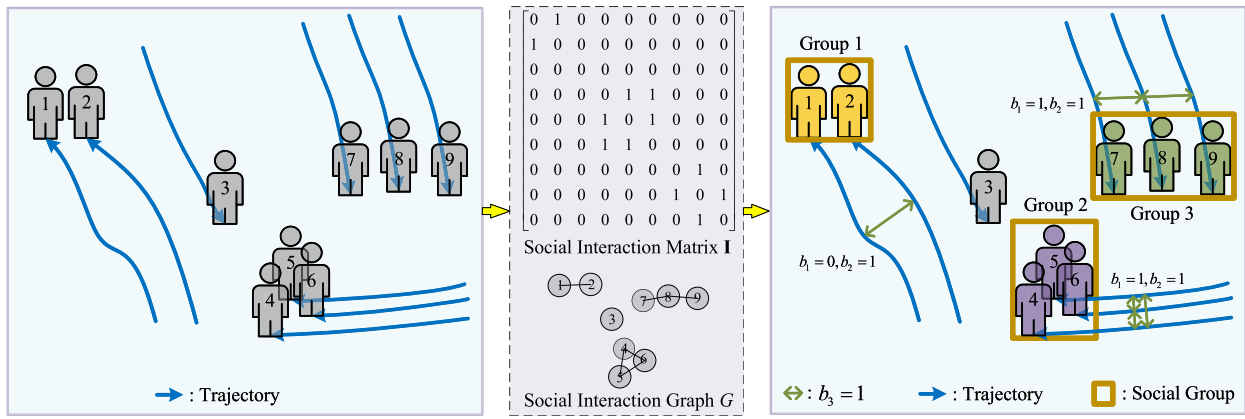 1 2
3
7 8 9
5
6
4
: Trajectory
0 1 0 0 0 0 0 0 0
1 0 0 0 0 0 0 0 0
0 0 0 0 0 0 0 0 0
0 0 0 0 1 1 0 0 0
0 0 0 1 0 1 0 0 0
0 0 0 1 1 0 0 0 0
0 0 0 0 0 0 0 1 0
0 0 0 0 0 0 1 0 1
0 0 0 0 0 0 0 1 0
Social Interaction Matrix I
1 2
7 8 9
3
4
6
5
Social Interaction Graph G
Group 1
1 2
b₁ = 1, b₂ = 1
7 8 9
3
Group 2
Group 3
b₁ = 0, b₂ = 1
5
6
4
b₁ = 1, b₂ = 1
: b₃ = 1
: Trajectory
: Social Group